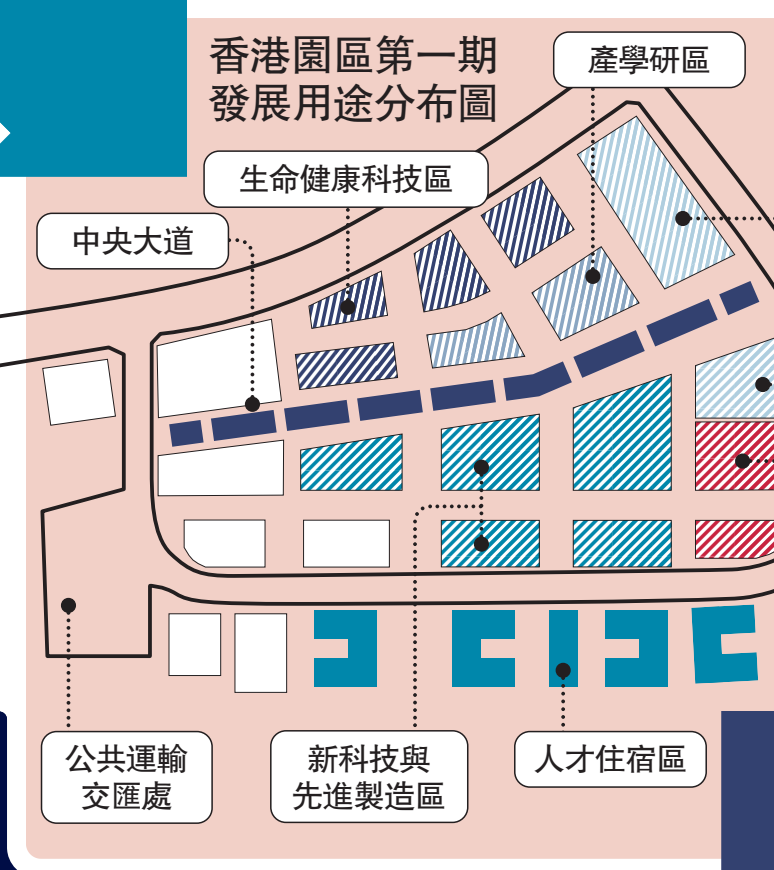 香港園區第一期
發展用途分布圖
產學研區
生命健康科技區
中央大道
公共運輸
交匯處
新科技與
先進製造區
人才住宿區